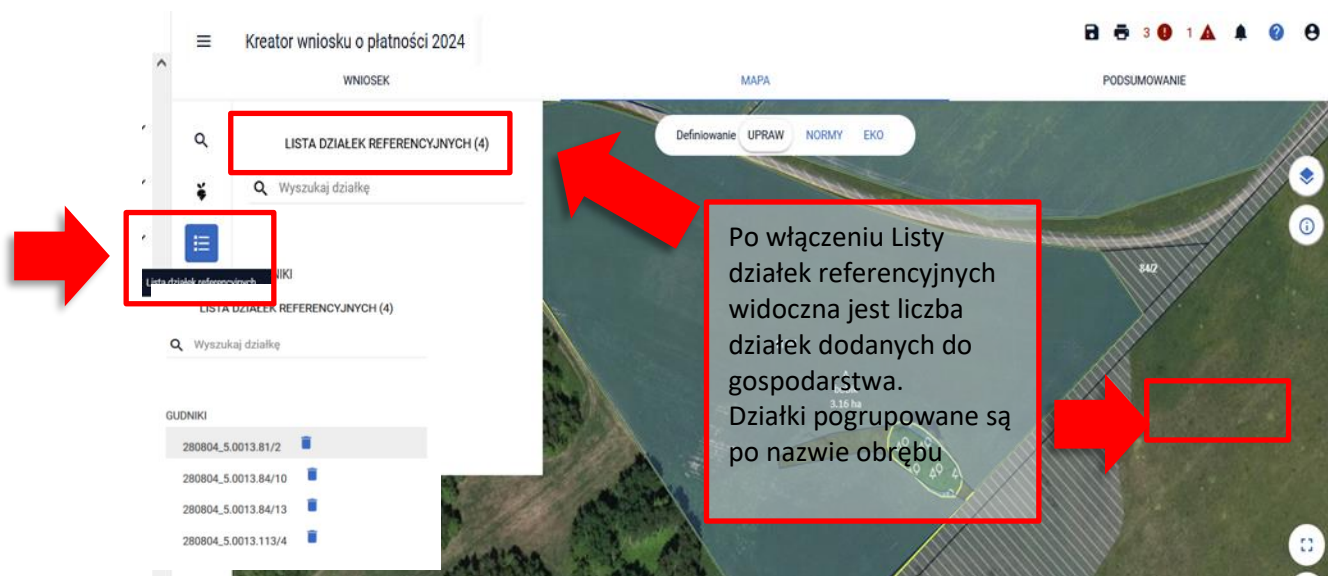 Kreator wniosku o płatności 2024
3 1
WNIOSEK MAPA PODSUMOWANIE
LISTA DZIAŁEK REFERENCYJNYCH (4)
Wyszukaj działkę
Definiowanie UPRAW NORMY EKO
Lista działek referencyjnych
NIKI
LISTA DZIAŁEK REFERENCYJNYCH (4)
Wyszukaj działkę
GUDNIKI
280804_5.0013.81/2
280804_5.0013.84/10
280804_5.0013.84/13
280804_5.0013.113/4
Po włączeniu Listy
działek referencyjnych
widoczna jest liczba
działek dodanych do
gospodarstwa.
Działki pogrupowane są
po nazwie obrębu
3.16 ha
84/2